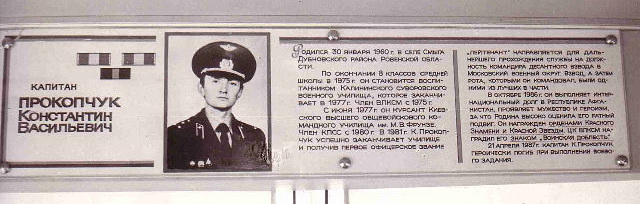 КАПИТАН
ПРОКОПЧУК
КОНСТАНТИН
ВАСИЛЬЕВИЧ
РОДИЛСЯ 30 ЯНВАРЯ 1960 Г. В СЕЛЕ СМЫГА
ДУБНОВСКОГО РАЙОНА РОВЕНСКОЙ ОБЛА-
СТИ.
ПО ОКОНЧАНИИ 8 КЛАССОВ СРЕДНЕЙ
ШКОЛЫ В 1975 Г. ОН СТАНОВИТСЯ ВОСПИ-
ТАННИКОМ КАЛИНИНСКОГО СУВОРОВСКОГО
ВОЕННОГО УЧИЛИЩА, КОТОРОЕ ЗАКАНЧИ-
ВАЕТ В 1977 Г. ЧЛЕН ВЛКСМ С 1975 Г.
С ИЮНЯ 1977 Г. ОН КУРСАНТ КИЕВ-
СКОГО ВЫСШЕГО ОБЩЕВОЙСКОВОГО КО-
МАНДНОГО УЧИЛИЩА ИМ. М.В. ФРУНЗЕ.
ЧЛЕН КПСС С 1980 Г. В 1981 Г. К. ПРОКОП-
ЧУК УСПЕШНО ЗАКАНЧИВАЕТ УЧИЛИЩЕ
И ПОЛУЧИВ ПЕРВОЕ ОФИЦЕРСКОЕ ЗВАНИЕ
„ЛЕЙТЕНАНТ" НАПРАВЛЯЕТСЯ ДЛЯ ДАЛЬ-
НЕЙШЕГО ПРОХОЖДЕНИЯ СЛУЖБЫ НА ДОЛЖ-
НОСТЬ КОМАНДИРА ДЕСАНТНОГО ВЗВОДА В
МОСКОВСКИЙ ВОЕННЫЙ ОКРУГ. ВЗВОД, А ЗАТЕМ
РОТА, КОТОРЫМИ ОН КОМАНДОВАЛ, БЫЛИ ОД-
НИМИ ИЗ ЛУЧШИХ В ЧАСТИ.
В ОКТЯБРЕ 1986 Г. ОН ВЫПОЛНЯЕТ ИНТЕР-
НАЦИОНАЛЬНЫЙ ДОЛГ В РЕСПУБЛИКЕ АФГА-
НИСТАН, ПРОЯВЛЯЕТ МУЖЕСТВО И ГЕРОИЗМ,
ЗА ЧТО РОДИНА ВЫСОКО ОЦЕНИЛА ЕГО РАТНЫЙ
ПОДВИГ. ОН НАГРАЖДЕН ОРДЕНАМИ КРАСНОГО
ЗНАМЕНИ И КРАСНОЙ ЗВЕЗДЫ. ЦК ВЛКСМ НА-
ГРАДИЛ ЕГО ЗНАКОМ „ВОИНСКАЯ ДОБЛЕСТЬ".
21 АПРЕЛЯ 1987 Г. КАПИТАН К. ПРОКОПЧУК
ГЕРОИЧЕСКИ ПОГИБ ПРИ ВЫПОЛНЕНИИ БОЕВО-
ГО ЗАДАНИЯ.